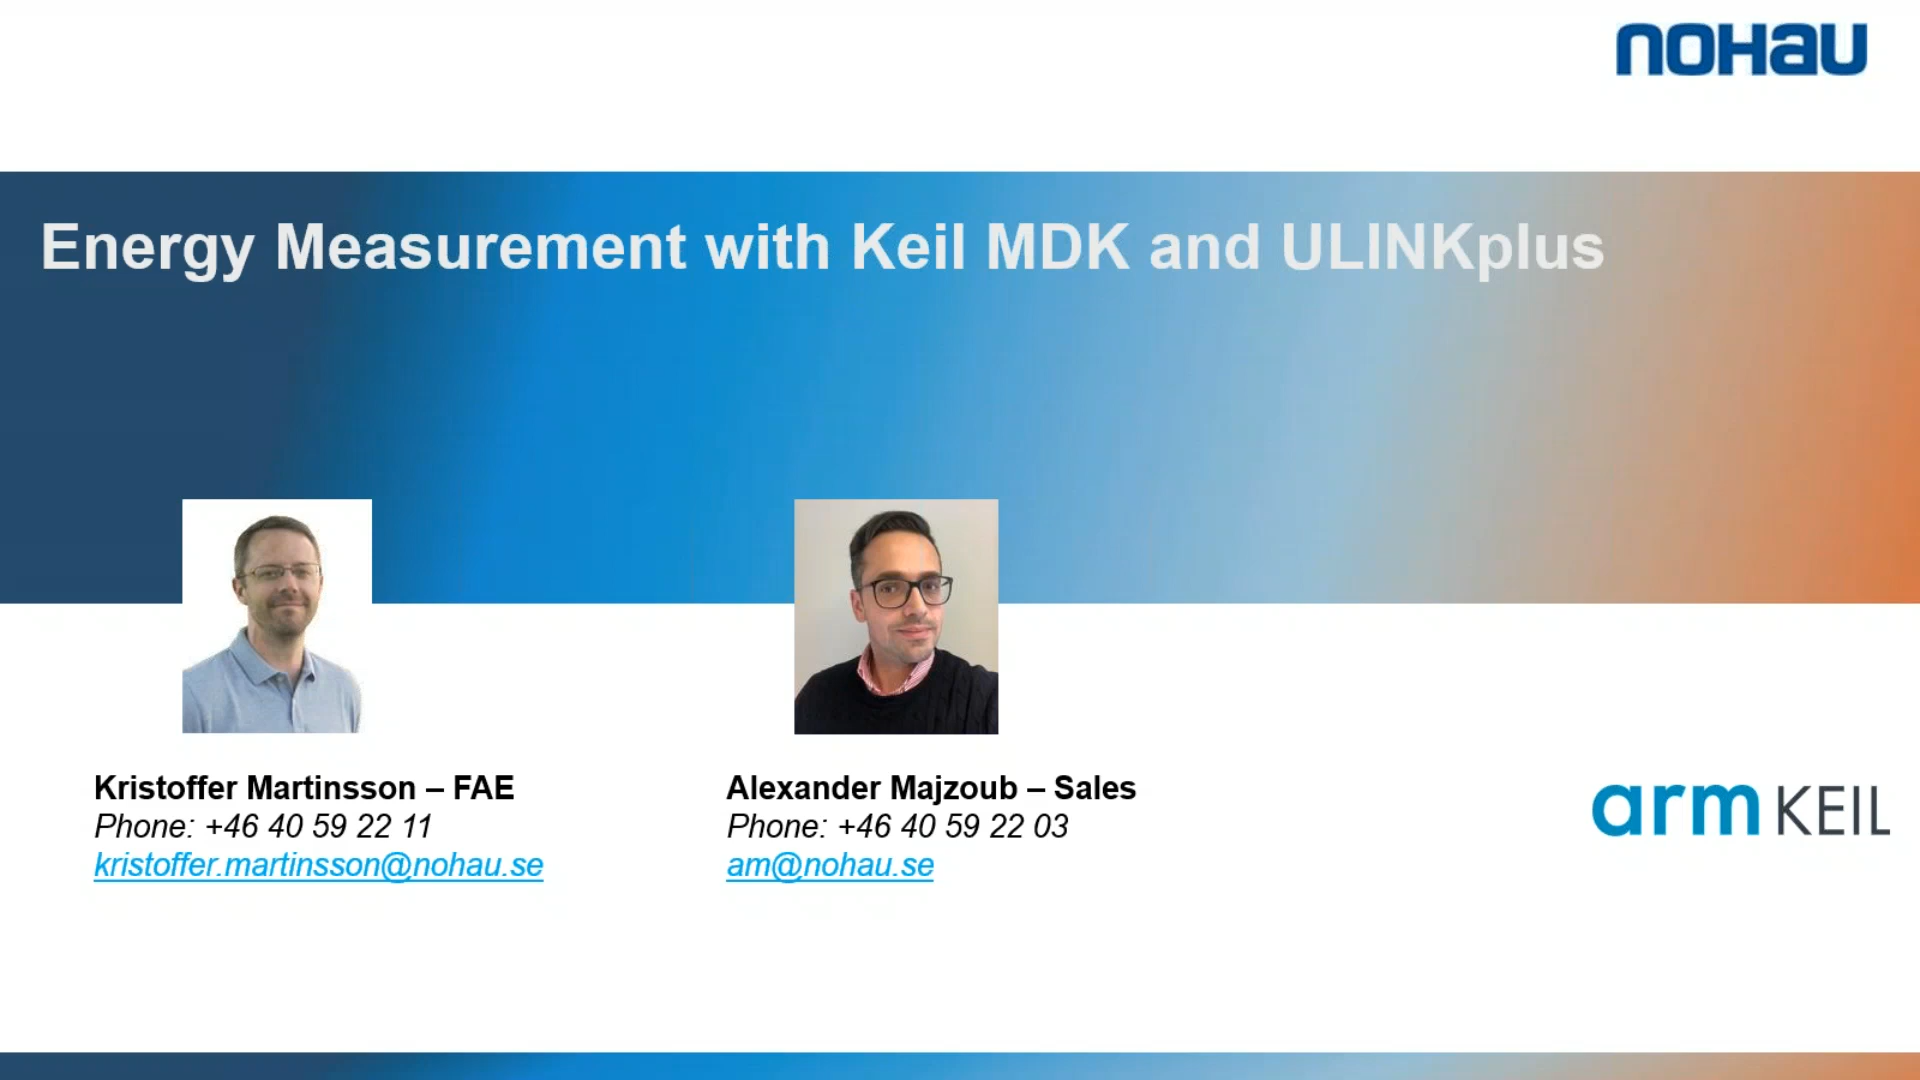 nohau
Energy Measurement with Keil MDK and ULINKplus
Kristoffer Martinsson – FAE
Phone: +46 40 59 22 11
kristoffer.martinsson@nohau.se
Alexander Majzoub – Sales
Phone: +46 40 59 22 03
am@nohau.se
arm KEIL